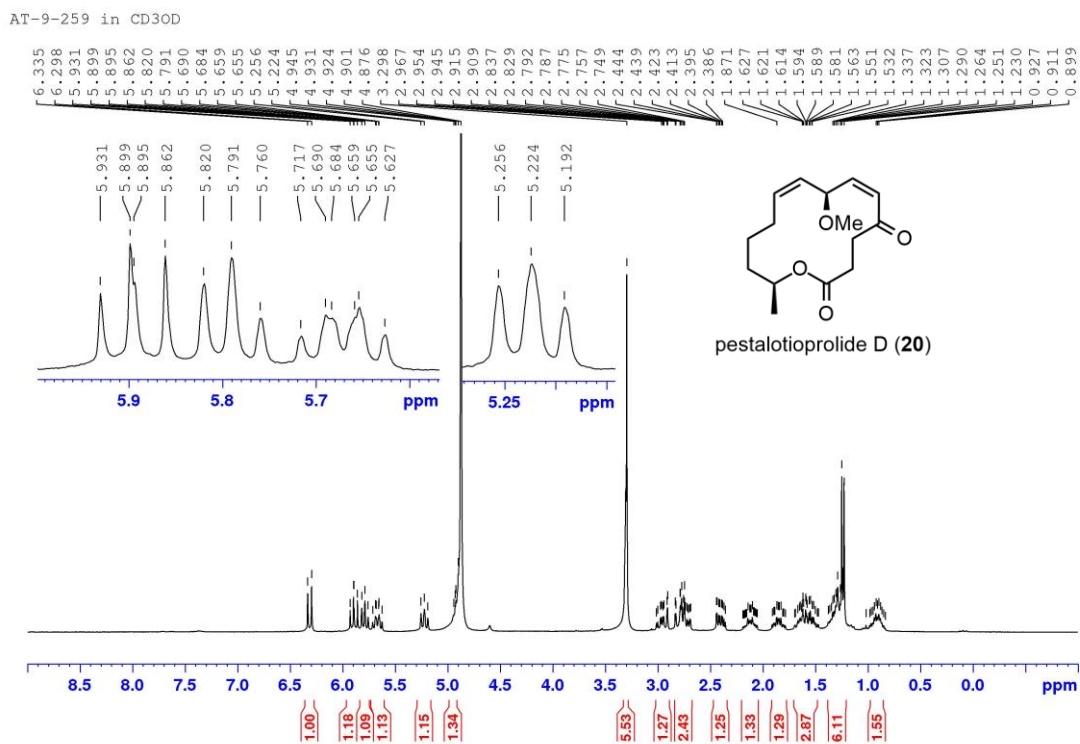 AT-9-259 in CD3OD
6.335 6.298 5.931 5.899 5.895 5.862 5.820 5.791 5.690 5.684 5.659 5.655 5.256 5.224 4.945 4.931 4.924 4.901 4.876 3.298 2.967 2.954 2.945 2.915 2.909 2.837 2.829 2.792 2.787 2.775 2.757 2.749 2.444 2.439 2.423 2.413 2.395 2.386 1.871 1.627 1.621 1.614 1.594 1.589 1.581 1.563 1.551 1.532 1.337 1.323 1.307 1.290 1.264 1.251 1.230 0.927 0.911 0.899
5.931 5.899 5.895 5.862 5.820 5.791 5.760 5.717 5.690 5.684 5.659 5.655 5.627
5.256 5.224 5.192
OMe
O
O
O
pestalotioprolide D (20)
5.9 5.8 5.7 ppm
5.25 ppm
8.5 8.0 7.5 7.0 6.5 6.0 5.5 5.0 4.5 4.0 3.5 3.0 2.5 2.0 1.5 1.0 0.5 0.0 ppm
1.00 1.18 1.09 1.13 1.15 1.34 5.53 1.27 2.43 1.25 1.33 1.29 2.87 6.11 1.55